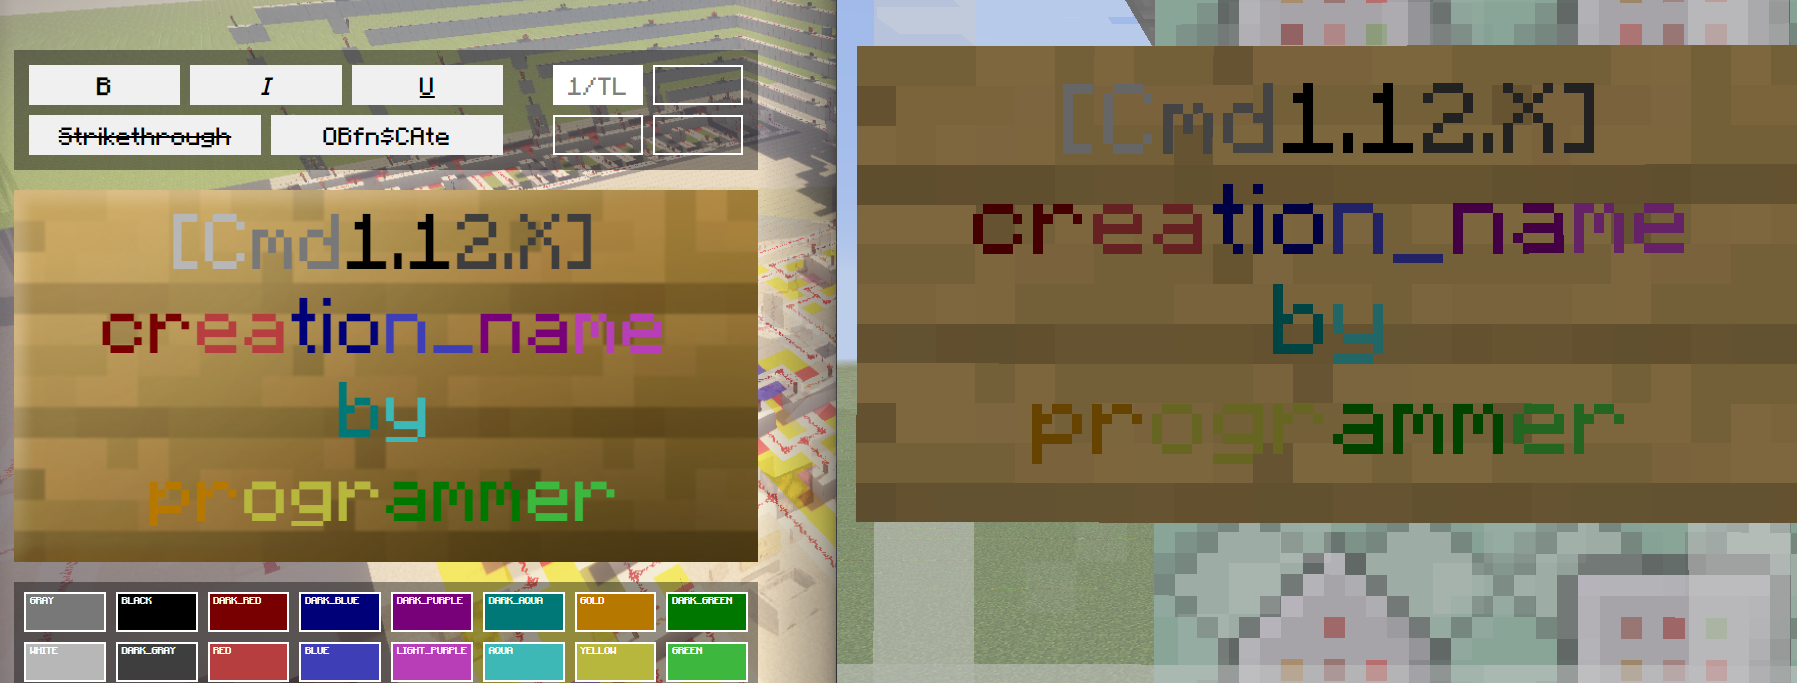 B
I
U
1/TL
Strikethrough
OBfn$CAte
[Cmd1.12.X]
creation_name
by
programmer
GRAY
BLACK
DARK_RED
DARK_BLUE
DARK_PURPLE
DARK_AQUA
GOLD
DARK_GREEN
WHITE
DARK_GRAY
RED
BLUE
LIGHT_PURPLE
AQUA
YELLOW
GREEN
[Cmd1.12.X]
creation_name
by
programmer